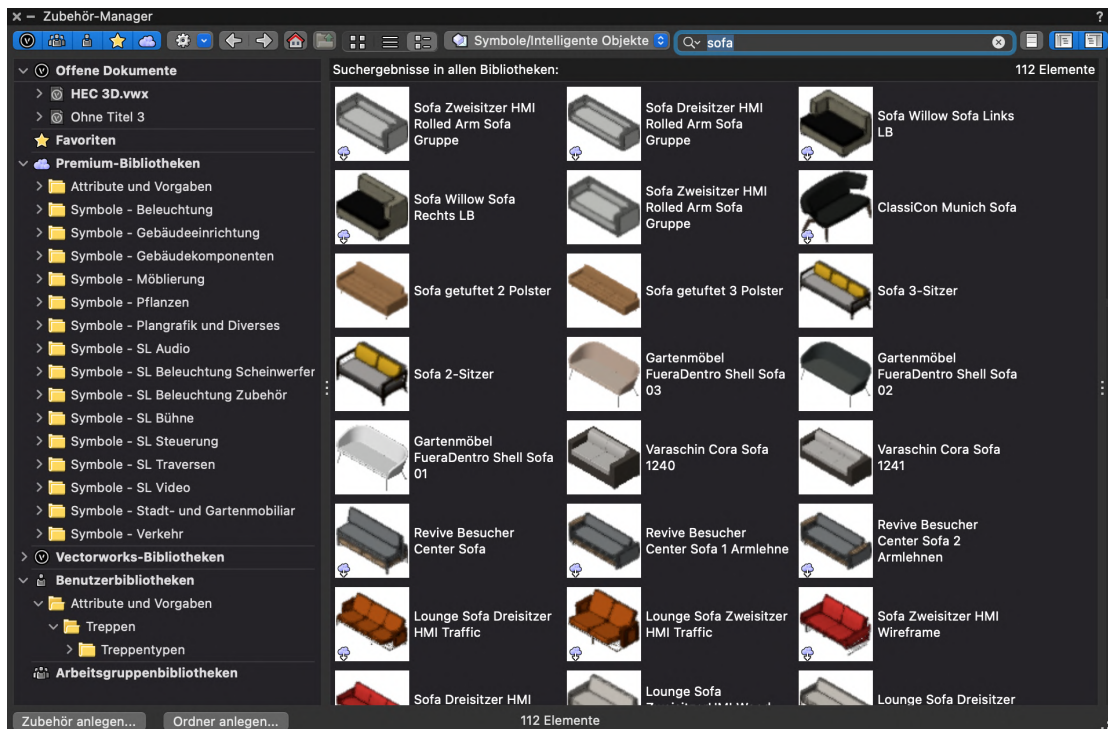 Zubehör-Manager
?
Symbole/Intelligente Objekte
sofa
Offene Dokumente
HEC 3D.vwx
Ohne Titel 3
Favoriten
Premium-Bibliotheken
Attribute und Vorgaben
Symbole - Beleuchtung
Symbole - Gebäudeeinrichtung
Symbole - Gebäudekomponenten
Symbole - Möblierung
Symbole - Pflanzen
Symbole - Plangrafik und Diverses
Symbole - SL Audio
Symbole - SL Beleuchtung Scheinwerfer
Symbole - SL Beleuchtung Zubehör
Symbole - SL Bühne
Symbole - SL Steuerung
Symbole - SL Traversen
Symbole - SL Video
Symbole - Stadt- und Gartenmobiliar
Symbole - Verkehr
Vectorworks-Bibliotheken
Benutzerbibliotheken
Attribute und Vorgaben
Treppen
Treppentypen
Arbeitsgruppenbibliotheken
Suchergebnisse in allen Bibliotheken:
112 Elemente
Sofa Zweisitzer HMI
Rolled Arm Sofa
Gruppe
Sofa Dreisitzer HMI
Rolled Arm Sofa
Gruppe
Sofa Willow Sofa Links
LB
Sofa Willow Sofa
Rechts LB
Sofa Zweisitzer HMI
Rolled Arm Sofa
Gruppe
ClassiCon Munich Sofa
Sofa getuftet 2 Polster
Sofa getuftet 3 Polster
Sofa 3-Sitzer
Sofa 2-Sitzer
Gartenmöbel
FueraDentro Shell Sofa
03
Gartenmöbel
FueraDentro Shell Sofa
02
Gartenmöbel
FueraDentro Shell Sofa
01
Varaschin Cora Sofa
1240
Varaschin Cora Sofa
1241
Revive Besucher
Center Sofa
Revive Besucher
Center Sofa 1 Armlehne
Revive Besucher
Center Sofa 2
Armlehnen
Lounge Sofa Dreisitzer
HMI Traffic
Lounge Sofa Zweisitzer
HMI Traffic
Sofa Zweisitzer HMI
Wireframe
Sofa Dreisitzer HMI
Lounge Sofa
Lounge Sofa Dreisitzer
Zubehör anlegen...
Ordner anlegen...
112 Elemente